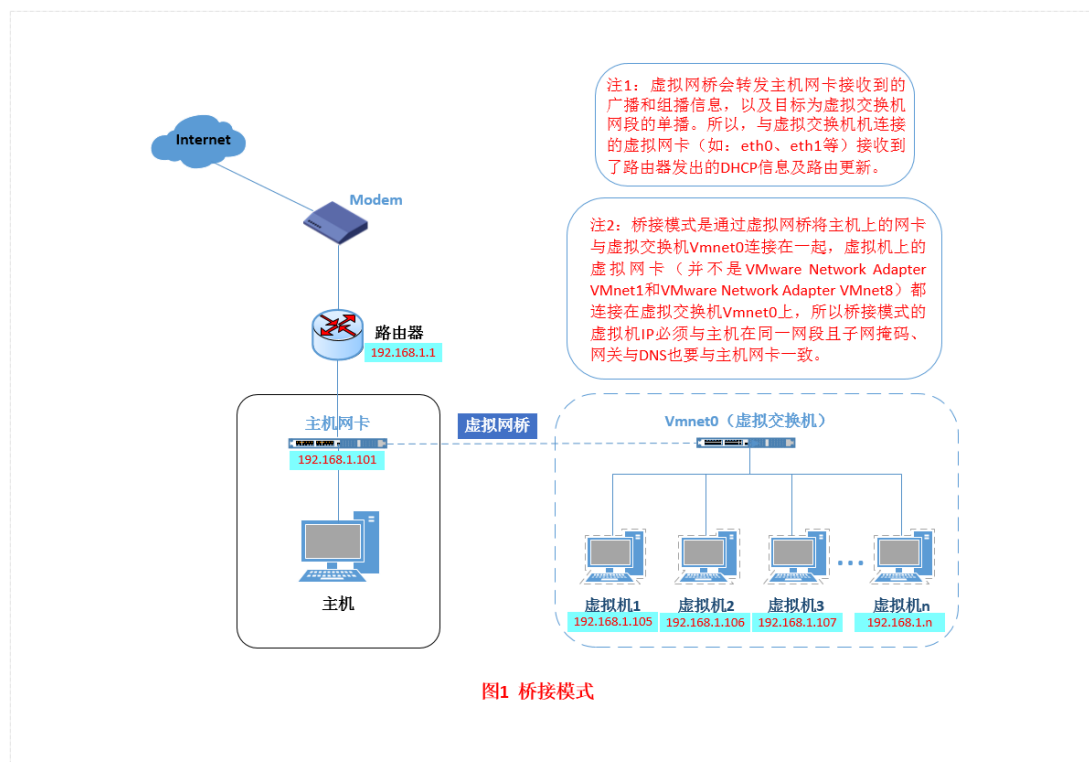 注1：虚拟网桥会转发主机网卡接收到的
广播和组播信息，以及目标为虚拟交换机
网段的单播。所以，与虚拟交换机机连接
的虚拟网卡（如：eth0、eth1等）接收到
了路由器发出的DHCP信息及路由更新。
Internet
Modem
注2：桥接模式是通过虚拟网桥将主机上的网卡
与虚拟交换机Vmnet0连接在一起，虚拟机上的
虚拟网卡（并不是VMware Network Adapter
VMnet1和VMware Network Adapter VMnet8）都
连接在虚拟交换机Vmnet0上，所以桥接模式的
虚拟机IP必须与主机在同一网段且子网掩码、
网关与DNS也要与主机网卡一致。
路由器
192.168.1.1
主机网卡
192.168.1.101
主机
虚拟网桥
Vmnet0（虚拟交换机）
虚拟机1
192.168.1.105
虚拟机2
192.168.1.106
虚拟机3
192.168.1.107
虚拟机n
192.168.1.n
图1 桥接模式